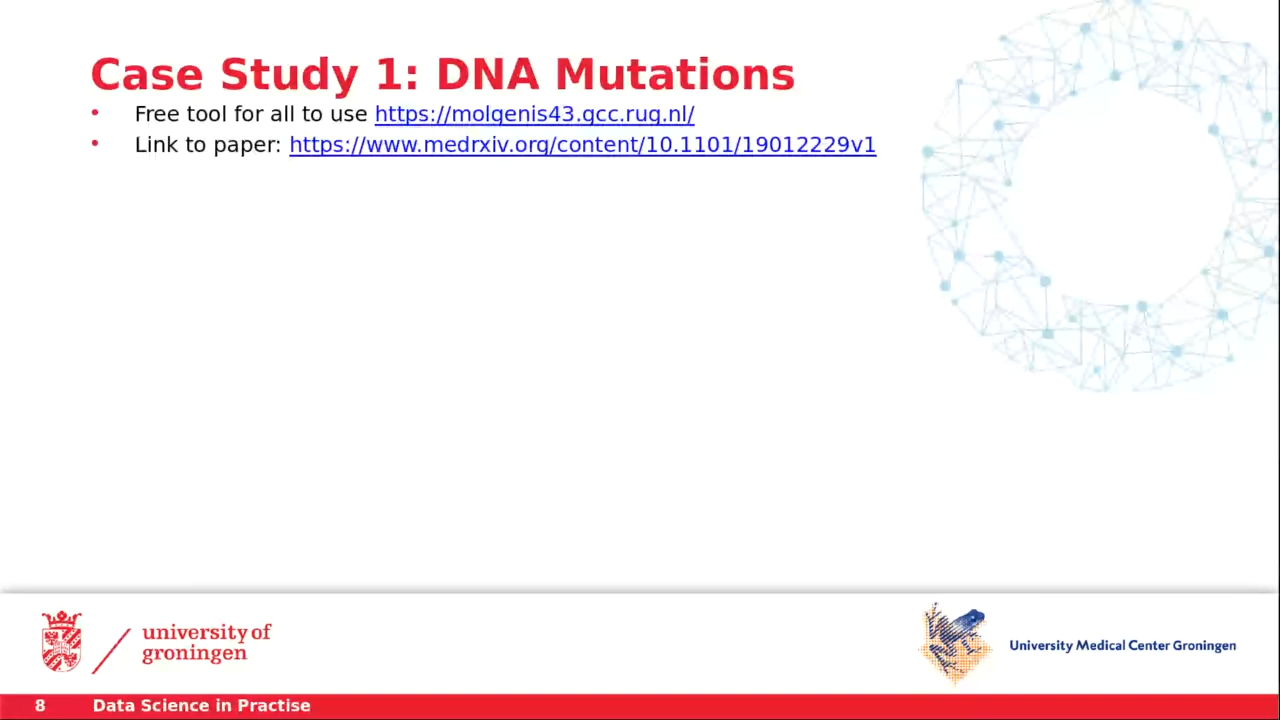 Case Study 1: DNA Mutations
• Free tool for all to use https://molgenis43.gcc.rug.nl/
• Link to paper: https://www.medrxiv.org/content/10.1101/19012229v1
university of
groningen
University Medical Center Groningen
8 Data Science in Practise